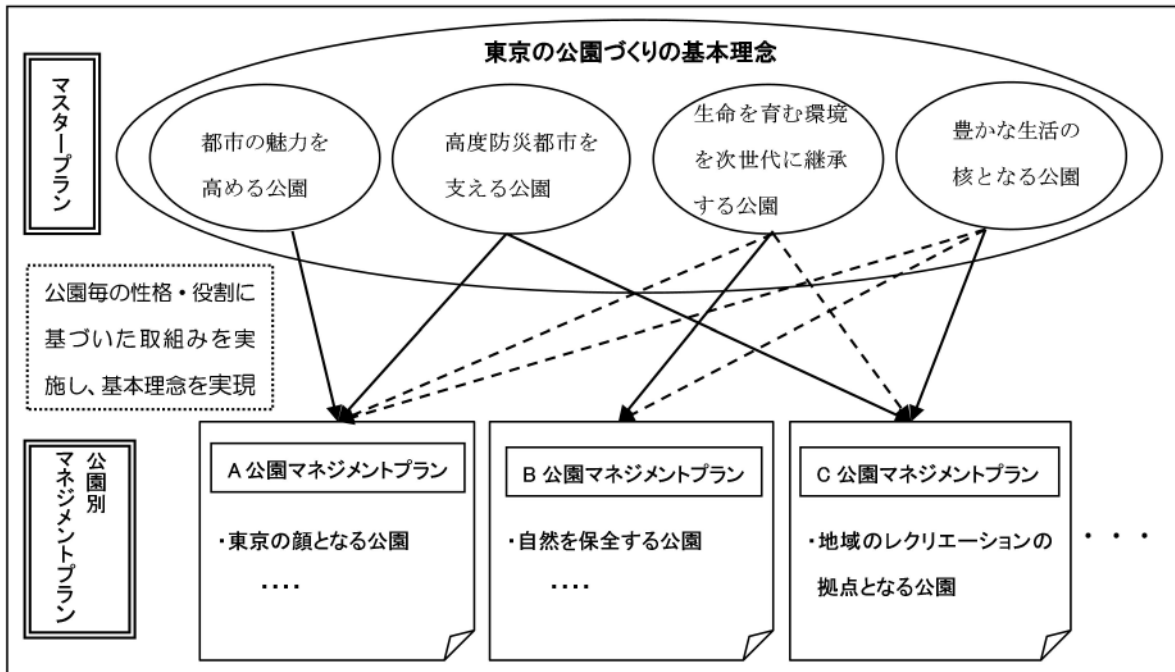 東京の公園づくりの基本理念
マスタープラン
都市の魅力を
高める公園
高度防災都市を
支える公園
生命を育む環境
を次世代に継承
する公園
豊かな生活の
核となる公園
公園毎の性格・役割に
基づいた取組みを実
施し、基本理念を実現
公園別
マネジメントプラン
A 公園マネジメントプラン
・東京の顔となる公園
‥‥
B 公園マネジメントプラン
・自然を保全する公園
‥‥
C 公園マネジメントプラン
・地域のレクリエーションの
拠点となる公園
・・・